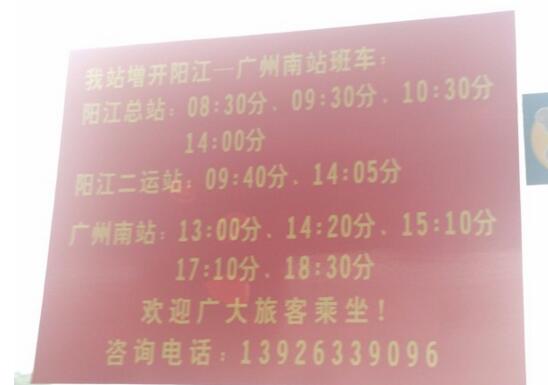 我站增开阳江—广州南站班车：
阳江总站：08:30分、09:30分、10:30分
14:00分
阳江二运站：09:40分、14:05分
广州南站：13:00分、14:20分、15:10分
17:10分、18:30分
欢迎广大旅客乘坐！
咨询电话：13926339096